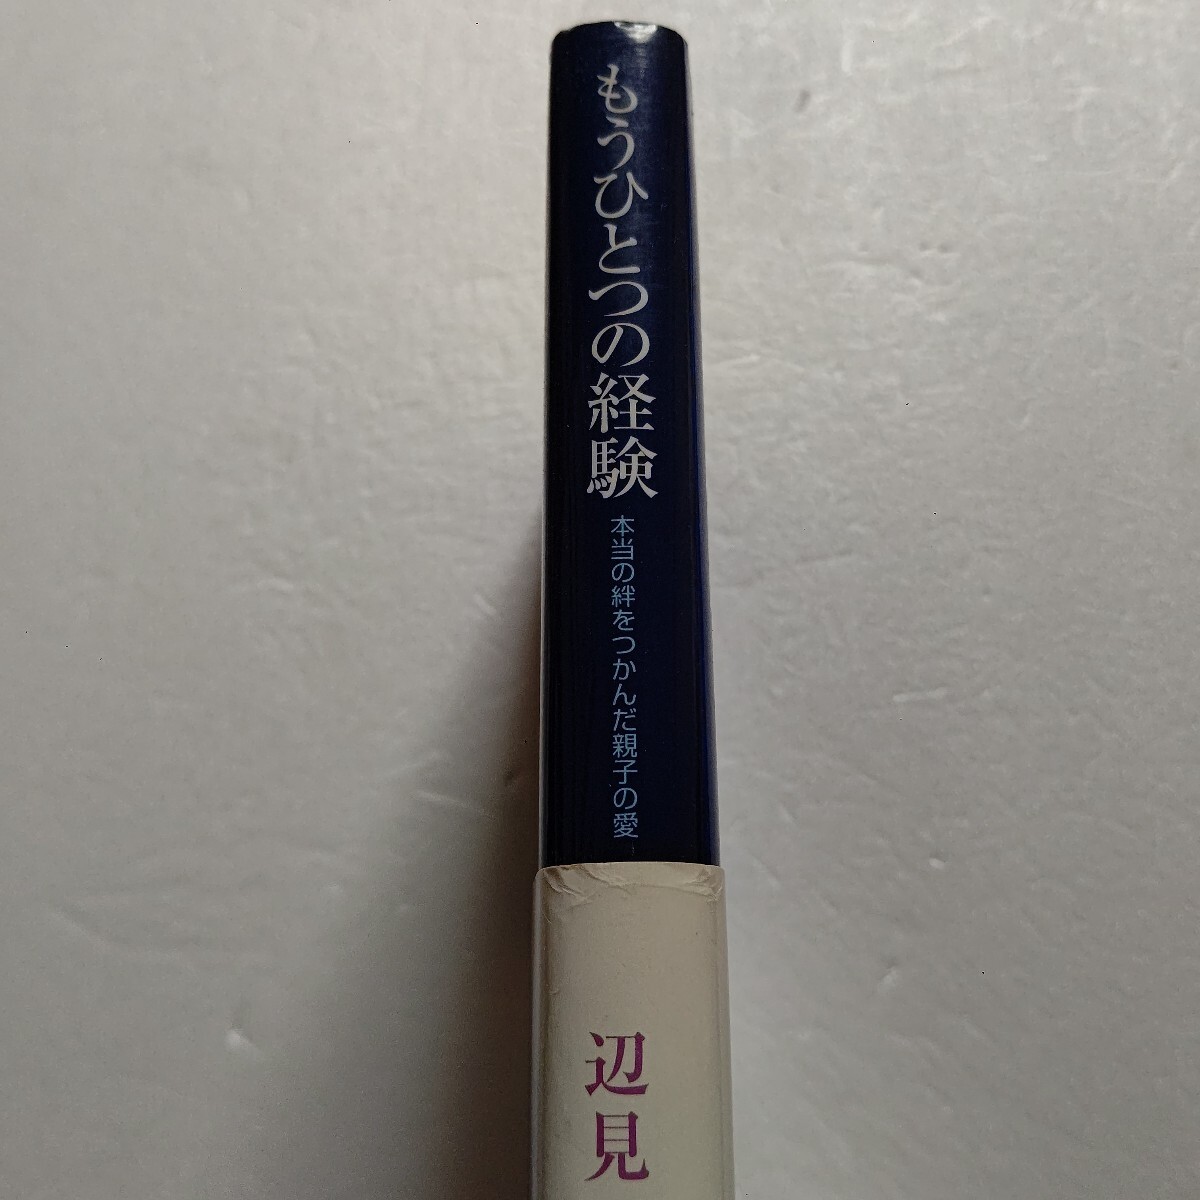 もうひとつの経験
本当の絆をつかんだ親子の愛
辺見